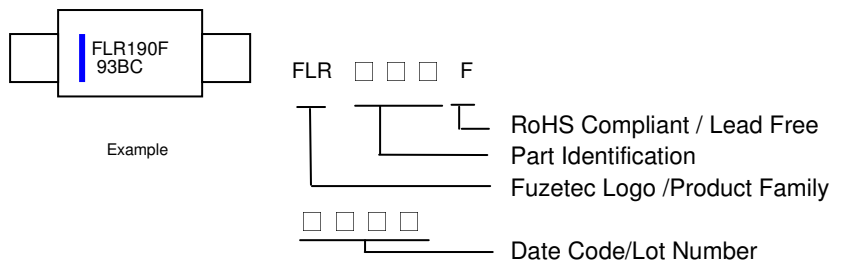 FLR190F
93BC
Example
FLR □ □ □ F
RoHS Compliant / Lead Free
Part Identification
Fuzetec Logo /Product Family
□ □ □ □
Date Code/Lot Number